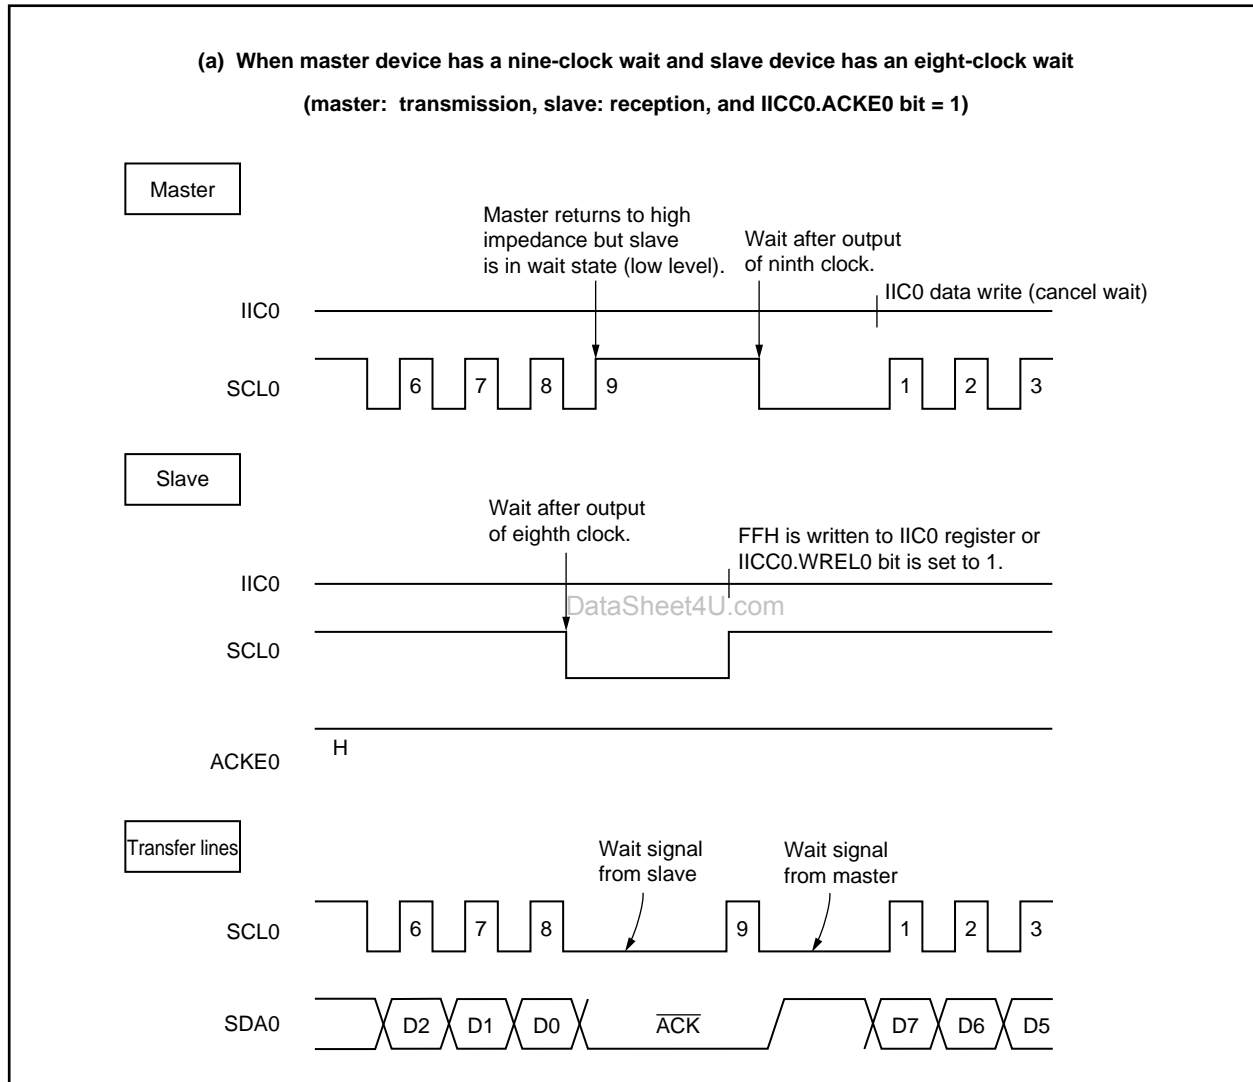 (a) When master device has a nine-clock wait and slave device has an eight-clock wait
(master: transmission, slave: reception, and IICC0.ACKE0 bit = 1)
Master
Master returns to high
impedance but slave
is in wait state (low level).
Wait after output
of ninth clock.
IIC0 data write (cancel wait)
IIC0
SCL0
6 7 8 9 1 2 3
Slave
Wait after output
of eighth clock.
FFH is written to IIC0 register or
IICC0.WREL0 bit is set to 1.
IIC0
DataSheet4U.com
SCL0
H
ACKE0
Transfer lines
Wait signal
from slave
Wait signal
from master
SCL0
6 7 8 9 1 2 3
SDA0
D2 D1 D0 ACK D7 D6 D5